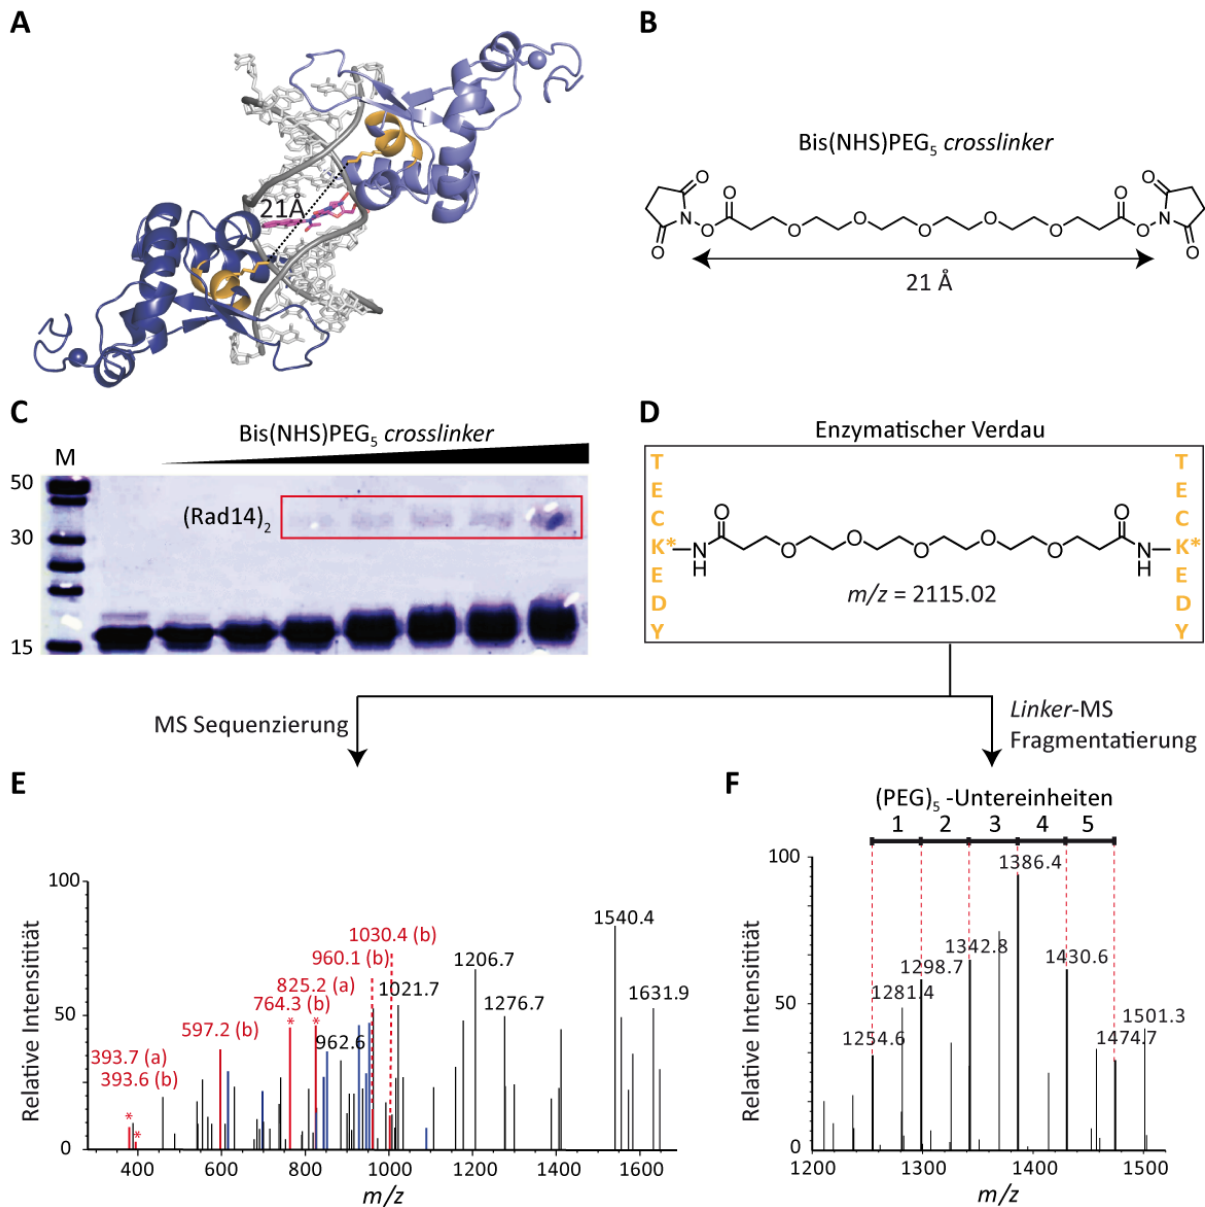 A
21Å
B
Bis(NHS)PEG5 crosslinker
O
O
N
O
O
O
O
O
O
O
O
O
N
O
O
21 Å
C
Bis(NHS)PEG5 crosslinker
M
50
30
15
(Rad14)2
D
Enzymatischer Verdau
T
E
C
K*
E
D
Y
O
N
H
O
O
O
O
O
O
N
H
m/z = 2115.02
T
E
C
K*
E
D
Y
MS Sequenzierung
Linker-MS
Fragmentatierung
E
100
50
0
Relative Intensitität
393.7 (a)
393.6 (b)
*
*
597.2 (b)
764.3 (b)
*
825.2 (a)
*
960.1 (b)
1030.4 (b)
962.6
1021.7
1206.7
1276.7
1540.4
1631.9
400
600
800
1000
1200
1400
1600
m/z
F
(PEG)5 -Untereinheiten
1 2 3 4 5
100
50
0
Relative Intensität
1254.6
1281.4
1298.7
1342.8
1386.4
1430.6
1474.7
1501.3
1200
1300
1400
1500
m/z